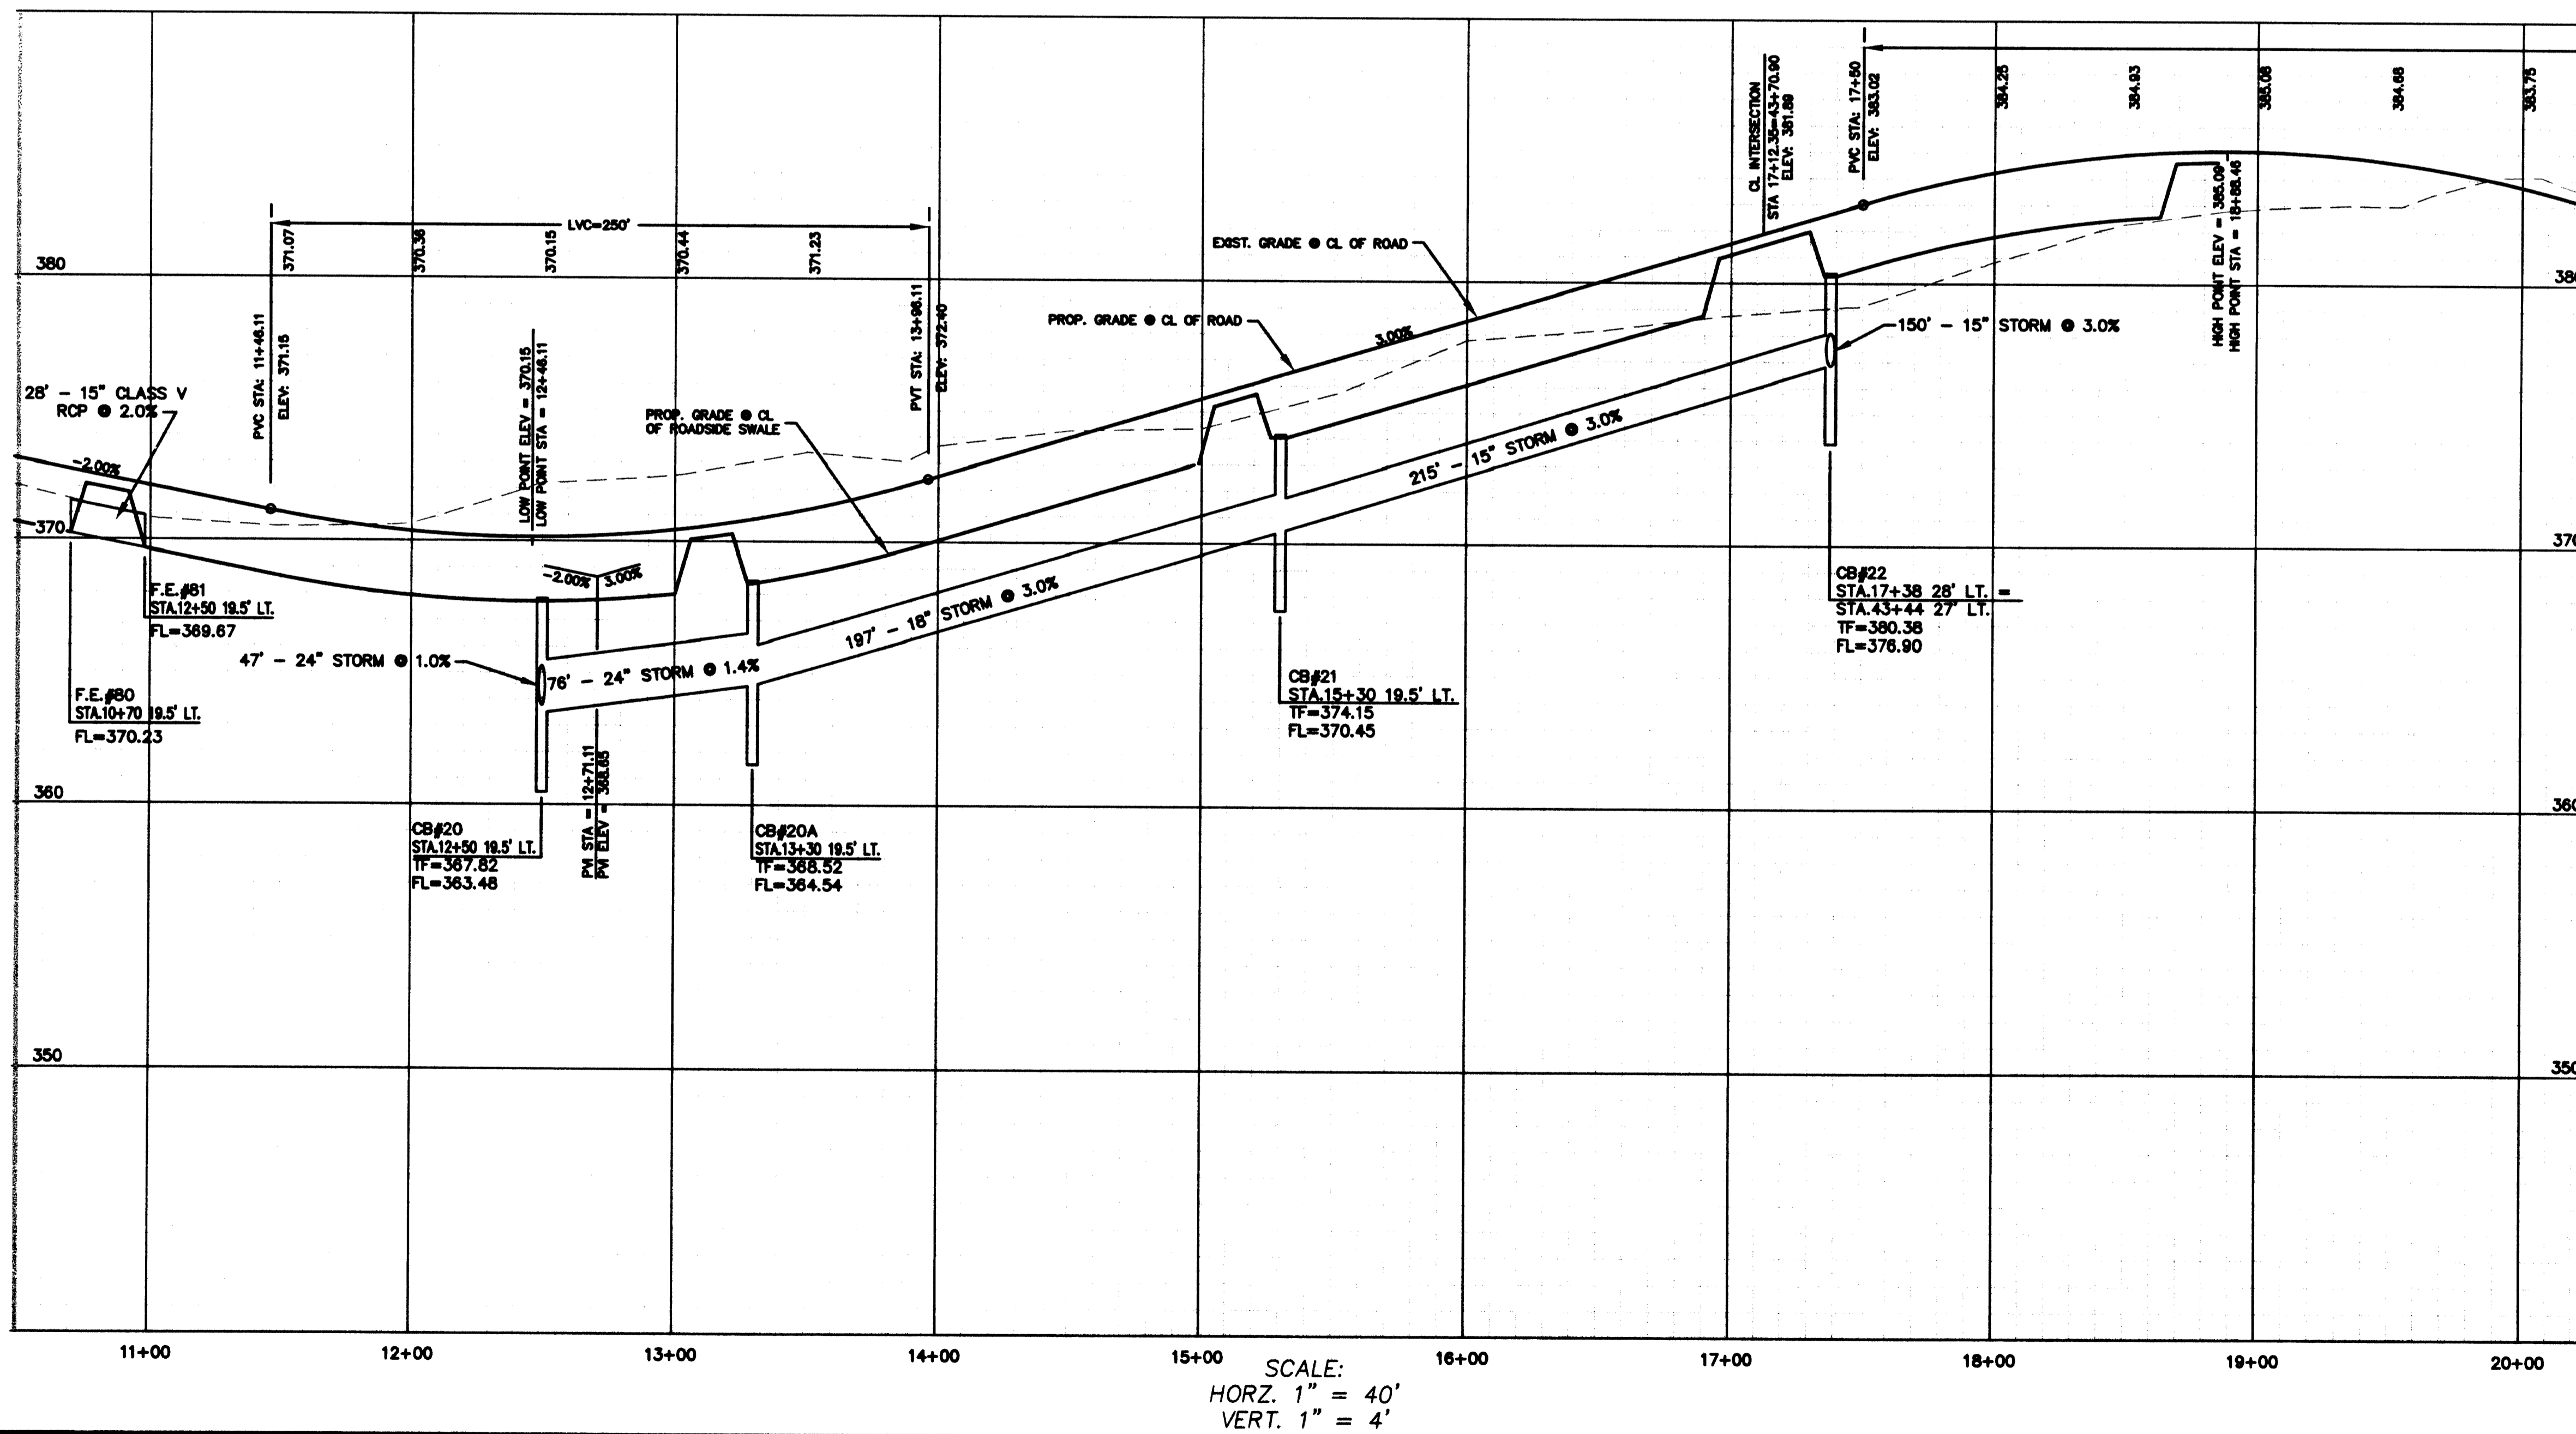 384.25
384.93
385.08
384.68
383.75
CL INTERSECTION
STA 17+12.36=43+70.90
ELEV: 381.89
PVC STA: 17+50
ELEV: 383.02
LVC=250'
371.07
370.36
370.15
370.44
371.23
380
380
EXIST. GRADE @ CL OF ROAD
PROP. GRADE @ CL OF ROAD
3.00%
150' - 15" STORM @ 3.0%
HIGH POINT ELEV = 385.09
HIGH POINT STA = 18+88.46
PVC STA: 11+46.11
ELEV: 371.15
LOW POINT ELEV = 370.15
LOW POINT STA = 12+46.11
PVT STA: 13+96.11
ELEV: 372.40
28' - 15" CLASS V
RCP @ 2.0%
PROP. GRADE @ CL
OF ROADSIDE SWALE
-2.00%
215' - 15" STORM @ 3.0%
370
370
-2.00%
3.00%
197' - 18" STORM @ 3.0%
F.E.#81
STA.12+50 19.5' LT.
FL=369.67
CB#22
STA.17+38 28' LT. =
STA.43+44 27' LT.
TF=380.38
FL=376.90
47' - 24" STORM @ 1.0%
76' - 24" STORM @ 1.4%
F.E.#80
STA.10+70 19.5' LT.
FL=370.23
CB#21
STA.15+30 19.5' LT.
TF=374.15
FL=370.45
PVI STA = 12+71.11
PVI ELEV = 368.65
360
360
CB#20
STA.12+50 19.5' LT.
TF=367.82
FL=363.48
CB#20A
STA.13+30 19.5' LT.
TF=368.52
FL=364.54
350
350
11+00
12+00
13+00
14+00
15+00
16+00
17+00
18+00
19+00
20+00
SCALE:
HORZ. 1" = 40'
VERT. 1" = 4'